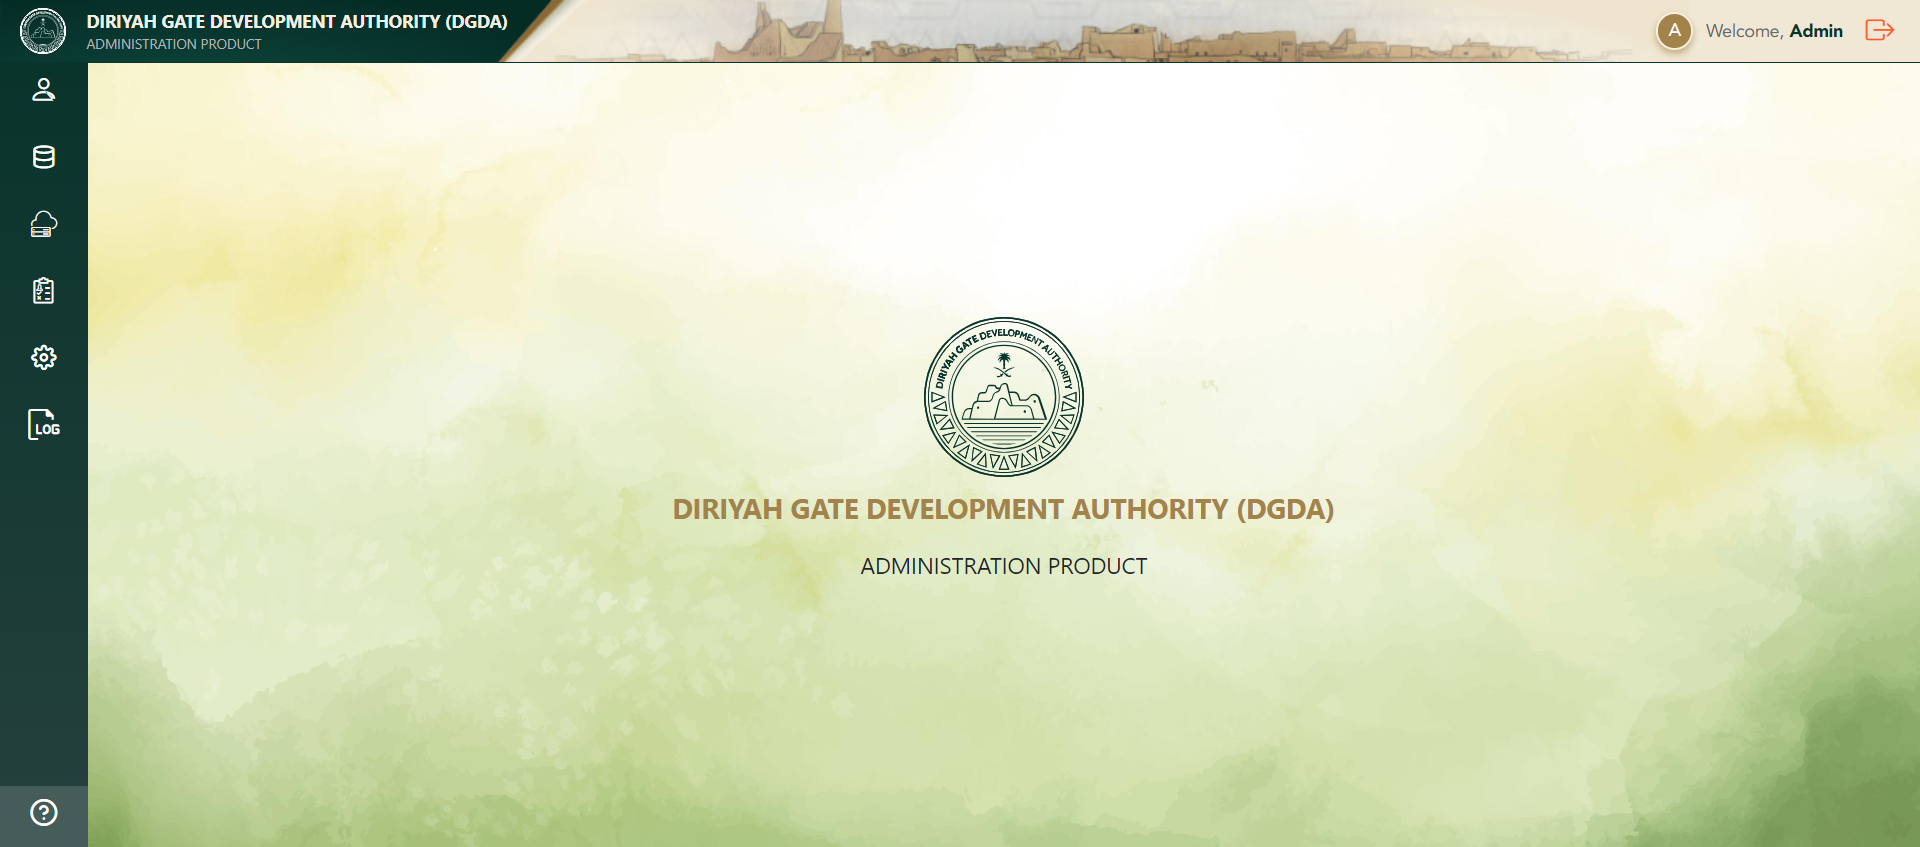 DIRIYAH GATE DEVELOPMENT AUTHORITY (DGDA)
ADMINISTRATION PRODUCT
A
Welcome, Admin
LOG
DIRIYAH GATE DEVELOPMENT AUTHORITY
DIRIYAH GATE DEVELOPMENT AUTHORITY (DGDA)
ADMINISTRATION PRODUCT
?